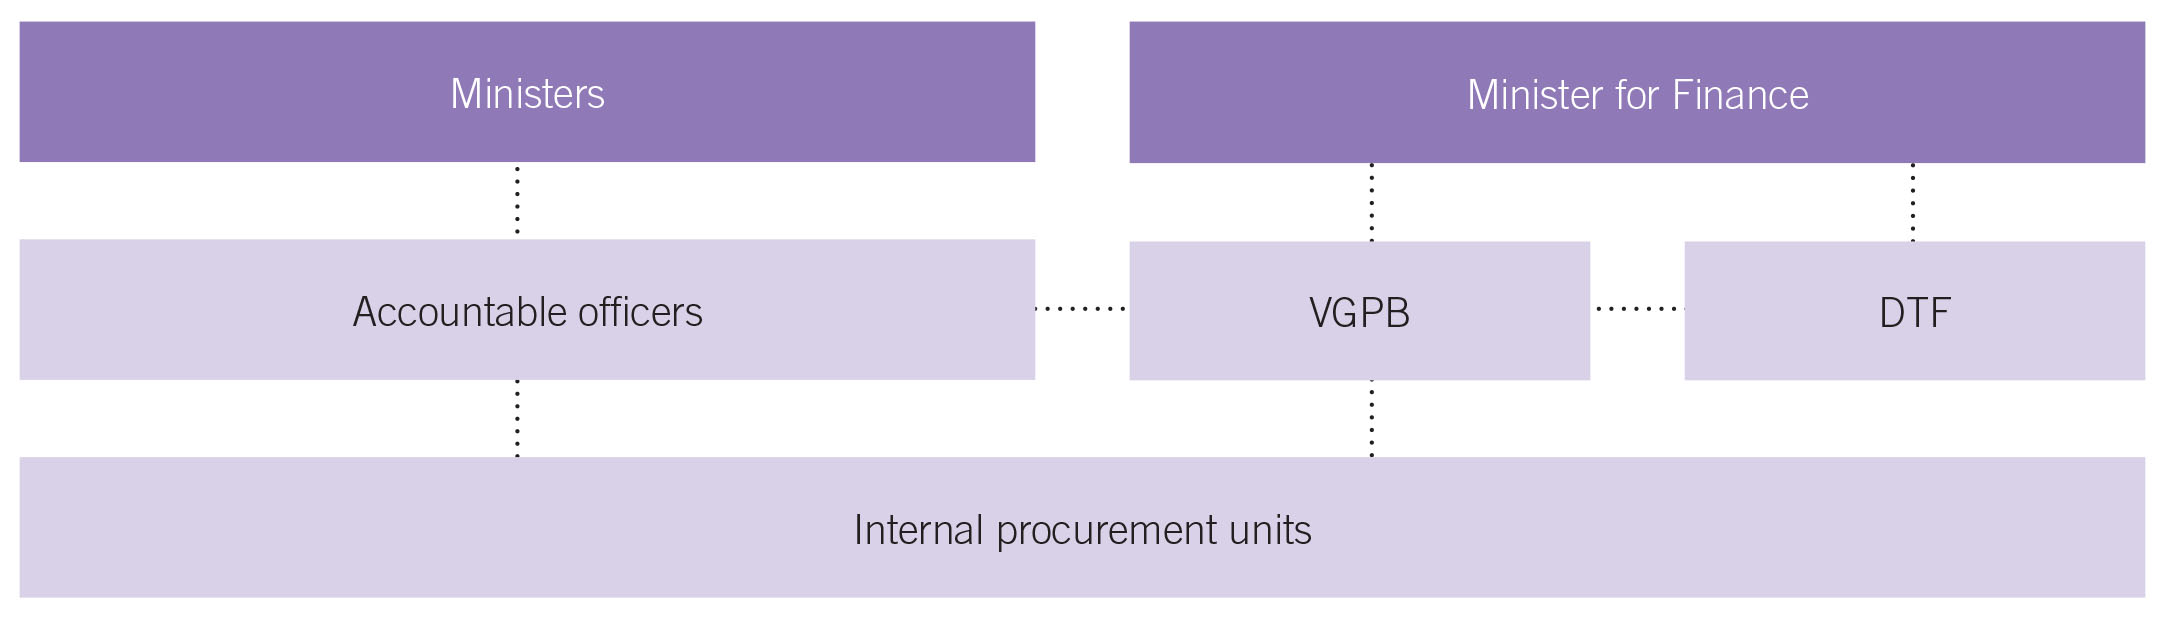 Ministers
Minister for Finance
Accountable officers
VGPB
DTF
Internal procurement units